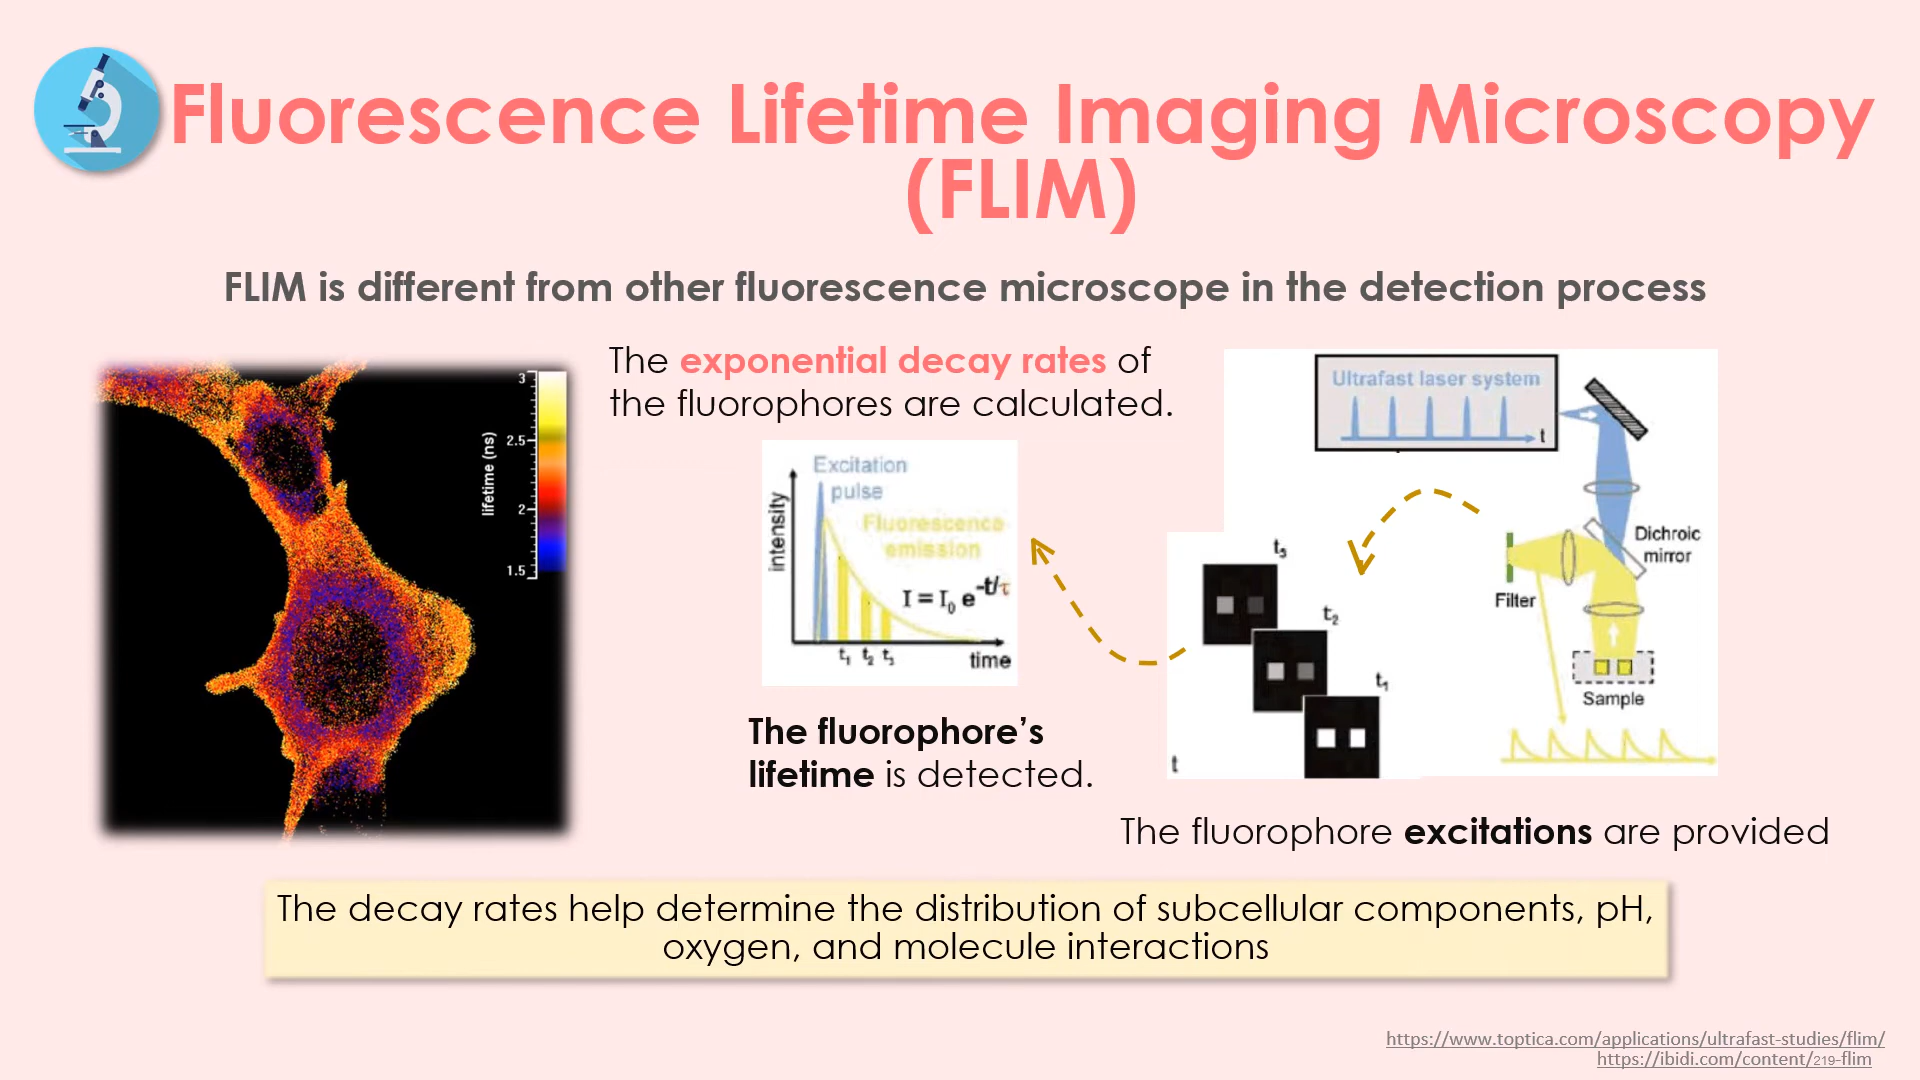 Fluorescence Lifetime Imaging Microscopy
(FLIM)
FLIM is different from other fluorescence microscope in the detection process
The exponential decay rates of
the fluorophores are calculated.
3
2.5
2
1.5
lifetime (ns)
Excitation
pulse
Fluorescence
emission
intensity
I = I₀ e^-t/τ
t₁ t₂ t₃
time
The fluorophore’s
lifetime is detected.
Ultrafast laser system
t
Dichroic
mirror
Filter
Sample
t₃
t₂
t₁
t
The fluorophore excitations are provided
The decay rates help determine the distribution of subcellular components, pH,
oxygen, and molecule interactions
https://www.toptica.com/applications/ultrafast-studies/flim/
https://ibidi.com/content/219-flim